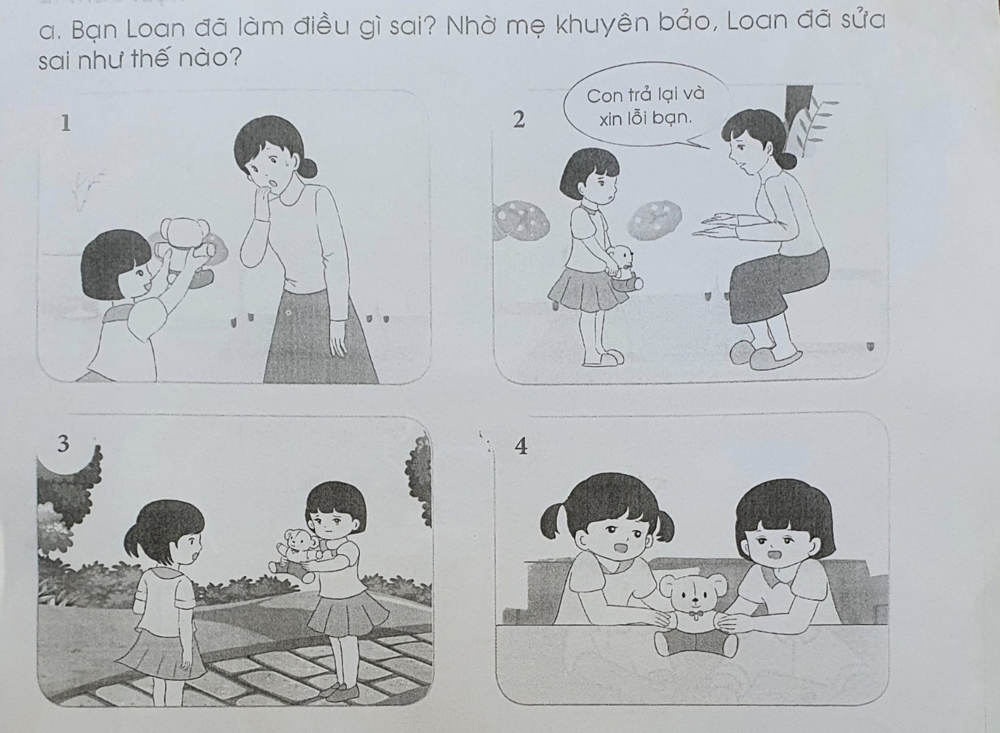 a. Bạn Loan đã làm điều gì sai? Nhờ mẹ khuyên bảo, Loan đã sửa
sai như thế nào?
1
2
Con trả lại và
xin lỗi bạn.
3
4